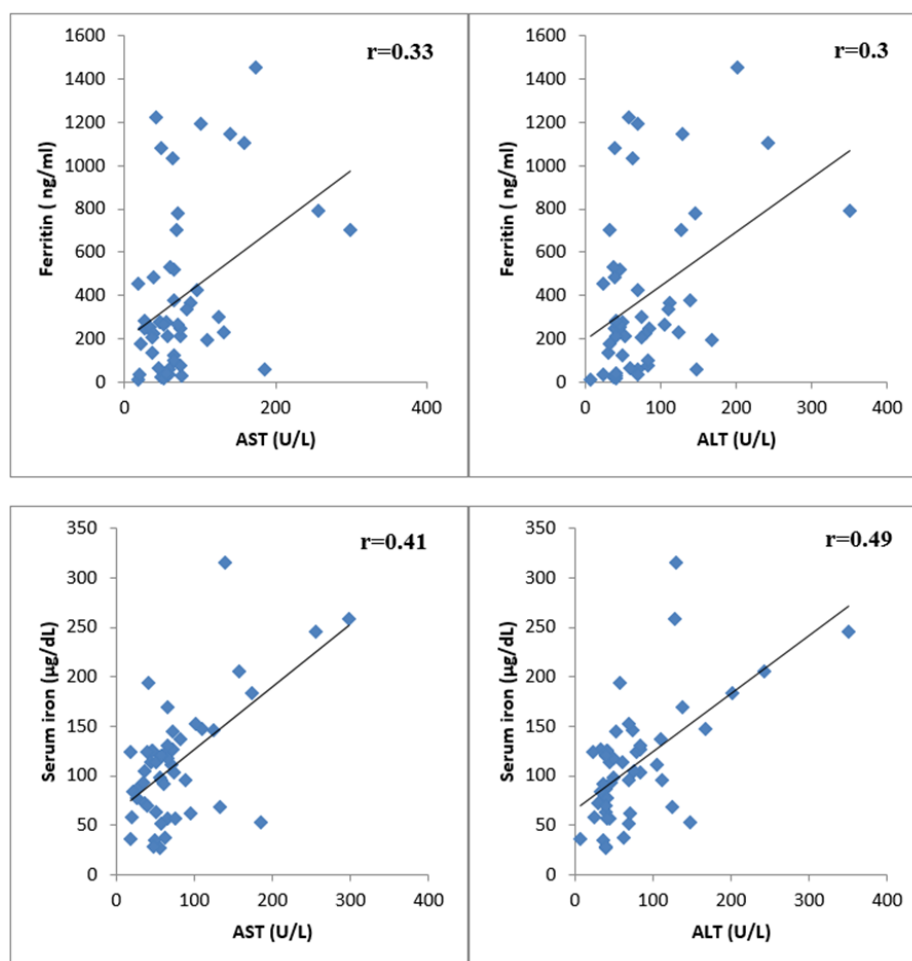 r=0.33
1600
1400
1200
1000
800
600
400
200
0
Ferritin ( ng/ml)
0 200 400
AST (U/L)
r=0.3
1600
1400
1200
1000
800
600
400
200
0
Ferritin ( ng/ml)
0 100 200 300 400
ALT (U/L)
r=0.41
350
300
250
200
150
100
50
0
Serum iron (µg/dL)
0 100 200 300 400
AST (U/L)
r=0.49
350
300
250
200
150
100
50
0
Serum iron (µg/dL)
0 100 200 300 400
ALT (U/L)